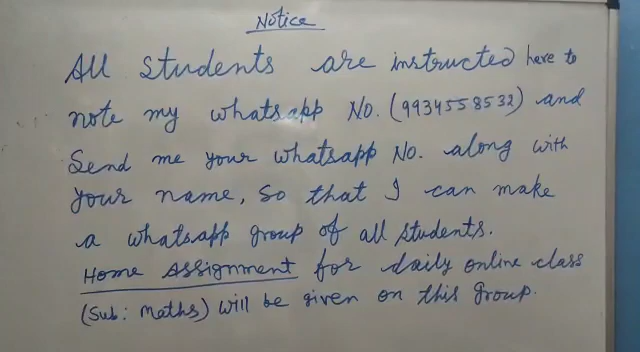 Notice
All students are instructed here to
note my whatsapp No. (9934558532) and
Send me your whatsapp No. along with
your name, so that I can make
a whatsapp group of all students.
Home Assignment for daily online class
(Sub: Maths) will be given on this group.